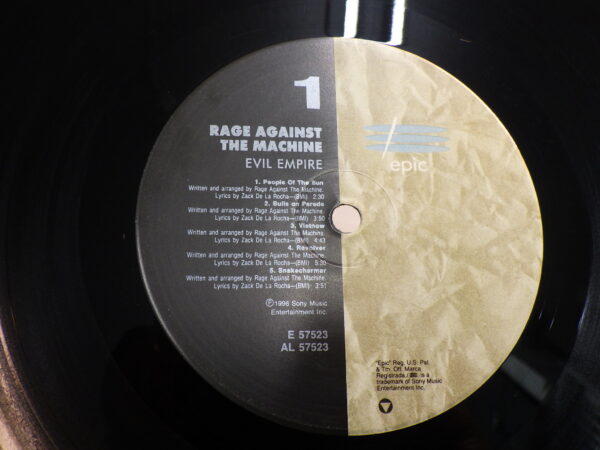 1
RAGE AGAINST
THE MACHINE
EVIL EMPIRE
1. People Of The Sun
Written and arranged by Rage Against The Machine.
Lyrics by Zack De La Rocha—(BMI) 2:30
2. Bulls on Parade
Written and arranged by Rage Against The Machine.
Lyrics by Zack De La Rocha—(BMI) 3:50
3. Vietnow
Written and arranged by Rage Against The Machine.
Lyrics by Zack De La Rocha—(BMI) 4:43
4. Revolver
Written and arranged by Rage Against The Machine.
Lyrics by Zack De La Rocha—(BMI) 5:30
5. Snakecharmer
Written and arranged by Rage Against The Machine.
Lyrics by Zack De La Rocha—(BMI) 3:51
℗1996 Sony Music
Entertainment Inc.
E 57523
AL 57523
epic
"Epic" Reg. U.S. Pat.
& Tm. Off. Marca
Registrada./ is a
trademark of Sony Music
Entertainment Inc.